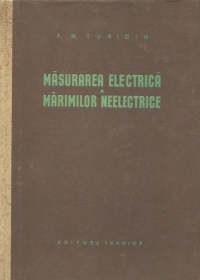 A. M. TURICIN
MĂSURAREA ELECTRICĂ
A
MĂRIMILOR NEELECTRICE
EDITURA TEHNICĂ